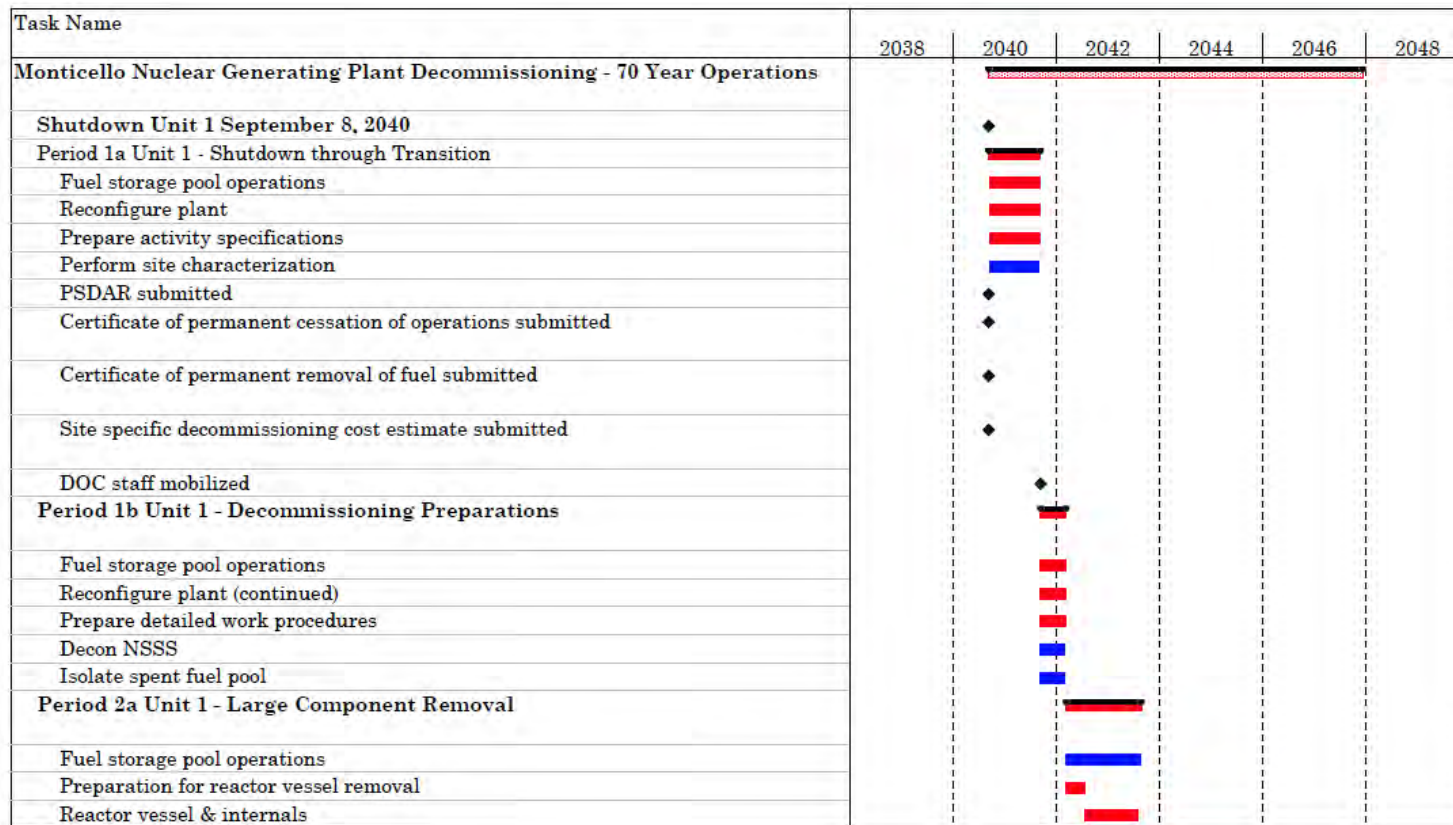 Task Name
2038 2040 2042 2044 2046 2048
Monticello Nuclear Generating Plant Decommissioning - 70 Year Operations
Shutdown Unit 1 September 8, 2040
Period 1a Unit 1 - Shutdown through Transition
Fuel storage pool operations
Reconfigure plant
Prepare activity specifications
Perform site characterization
PSDAR submitted
Certificate of permanent cessation of operations submitted
Certificate of permanent removal of fuel submitted
Site specific decommissioning cost estimate submitted
DOC staff mobilized
Period 1b Unit 1 - Decommissioning Preparations
Fuel storage pool operations
Reconfigure plant (continued)
Prepare detailed work procedures
Decon NSSS
Isolate spent fuel pool
Period 2a Unit 1 - Large Component Removal
Fuel storage pool operations
Preparation for reactor vessel removal
Reactor vessel & internals